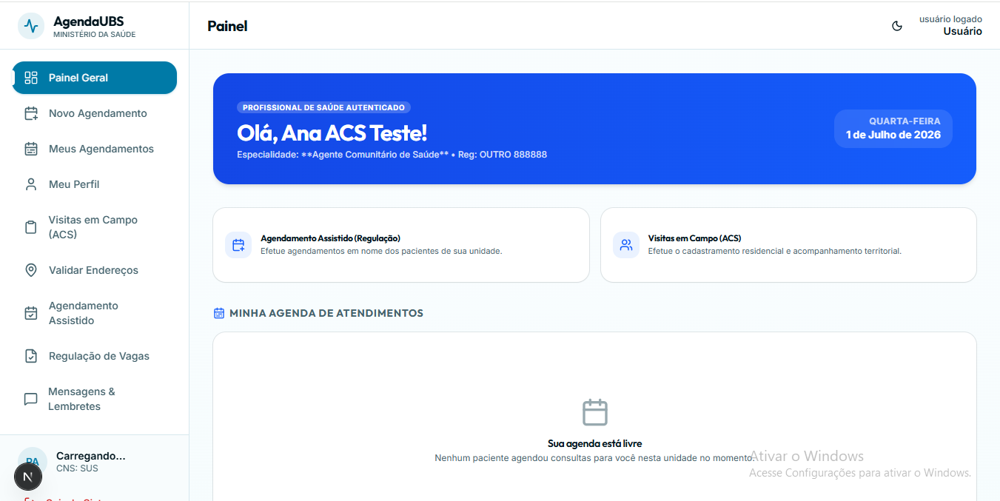 AgendaUBS
MINISTÉRIO DA SAÚDE
Painel
usuário logado
Usuário
Painel Geral
Novo Agendamento
Meus Agendamentos
Meu Perfil
Visitas em Campo
(ACS)
Validar Endereços
Agendamento
Assistido
Regulação de Vagas
Mensagens &
Lembretes
Carregando...
CNS: SUS
N
PROFISSIONAL DE SAÚDE AUTENTICADO
Olá, Ana ACS Teste!
Especialidade: **Agente Comunitário de Saúde** • Reg: OUTRO 888888
QUARTA-FEIRA
1 de Julho de 2026
Agendamento Assistido (Regulação)
Efetue agendamentos em nome dos pacientes de sua unidade.
Visitas em Campo (ACS)
Efetue o cadastramento residencial e acompanhamento territorial.
MINHA AGENDA DE ATENDIMENTOS
Sua agenda está livre
Nenhum paciente agendou consultas para você nesta unidade no momento.
Ativar o Windows
Acesse Configurações para ativar o Windows.